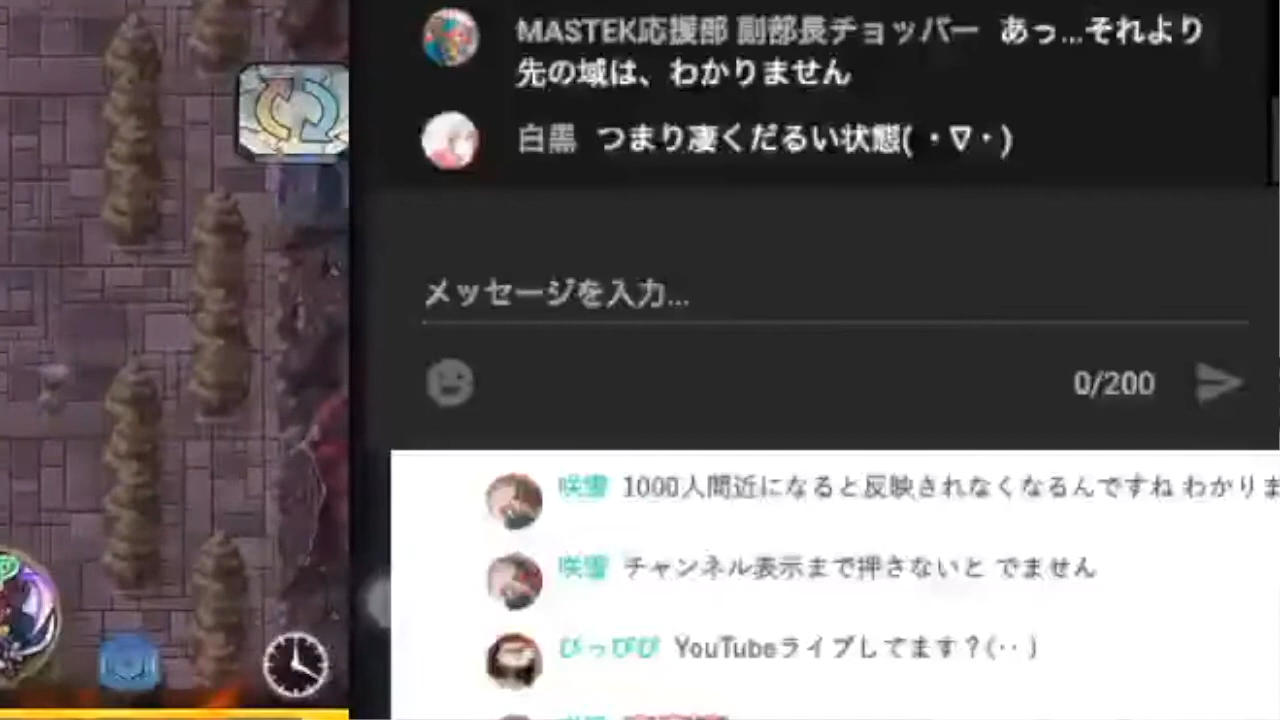 MASTEK応援部 副部長チョッパー あっ...それより
先の域は、わかりません
白黒 つまり凄くだるい状態( ・∇・)
メッセージを入力...
0/200
咲雪 1000人間近になると反映されなくなるんですね わかりま
咲雪 チャンネル表示まで押さないと でません
びっぴぴ YouTubeライブしてます？(‥ )